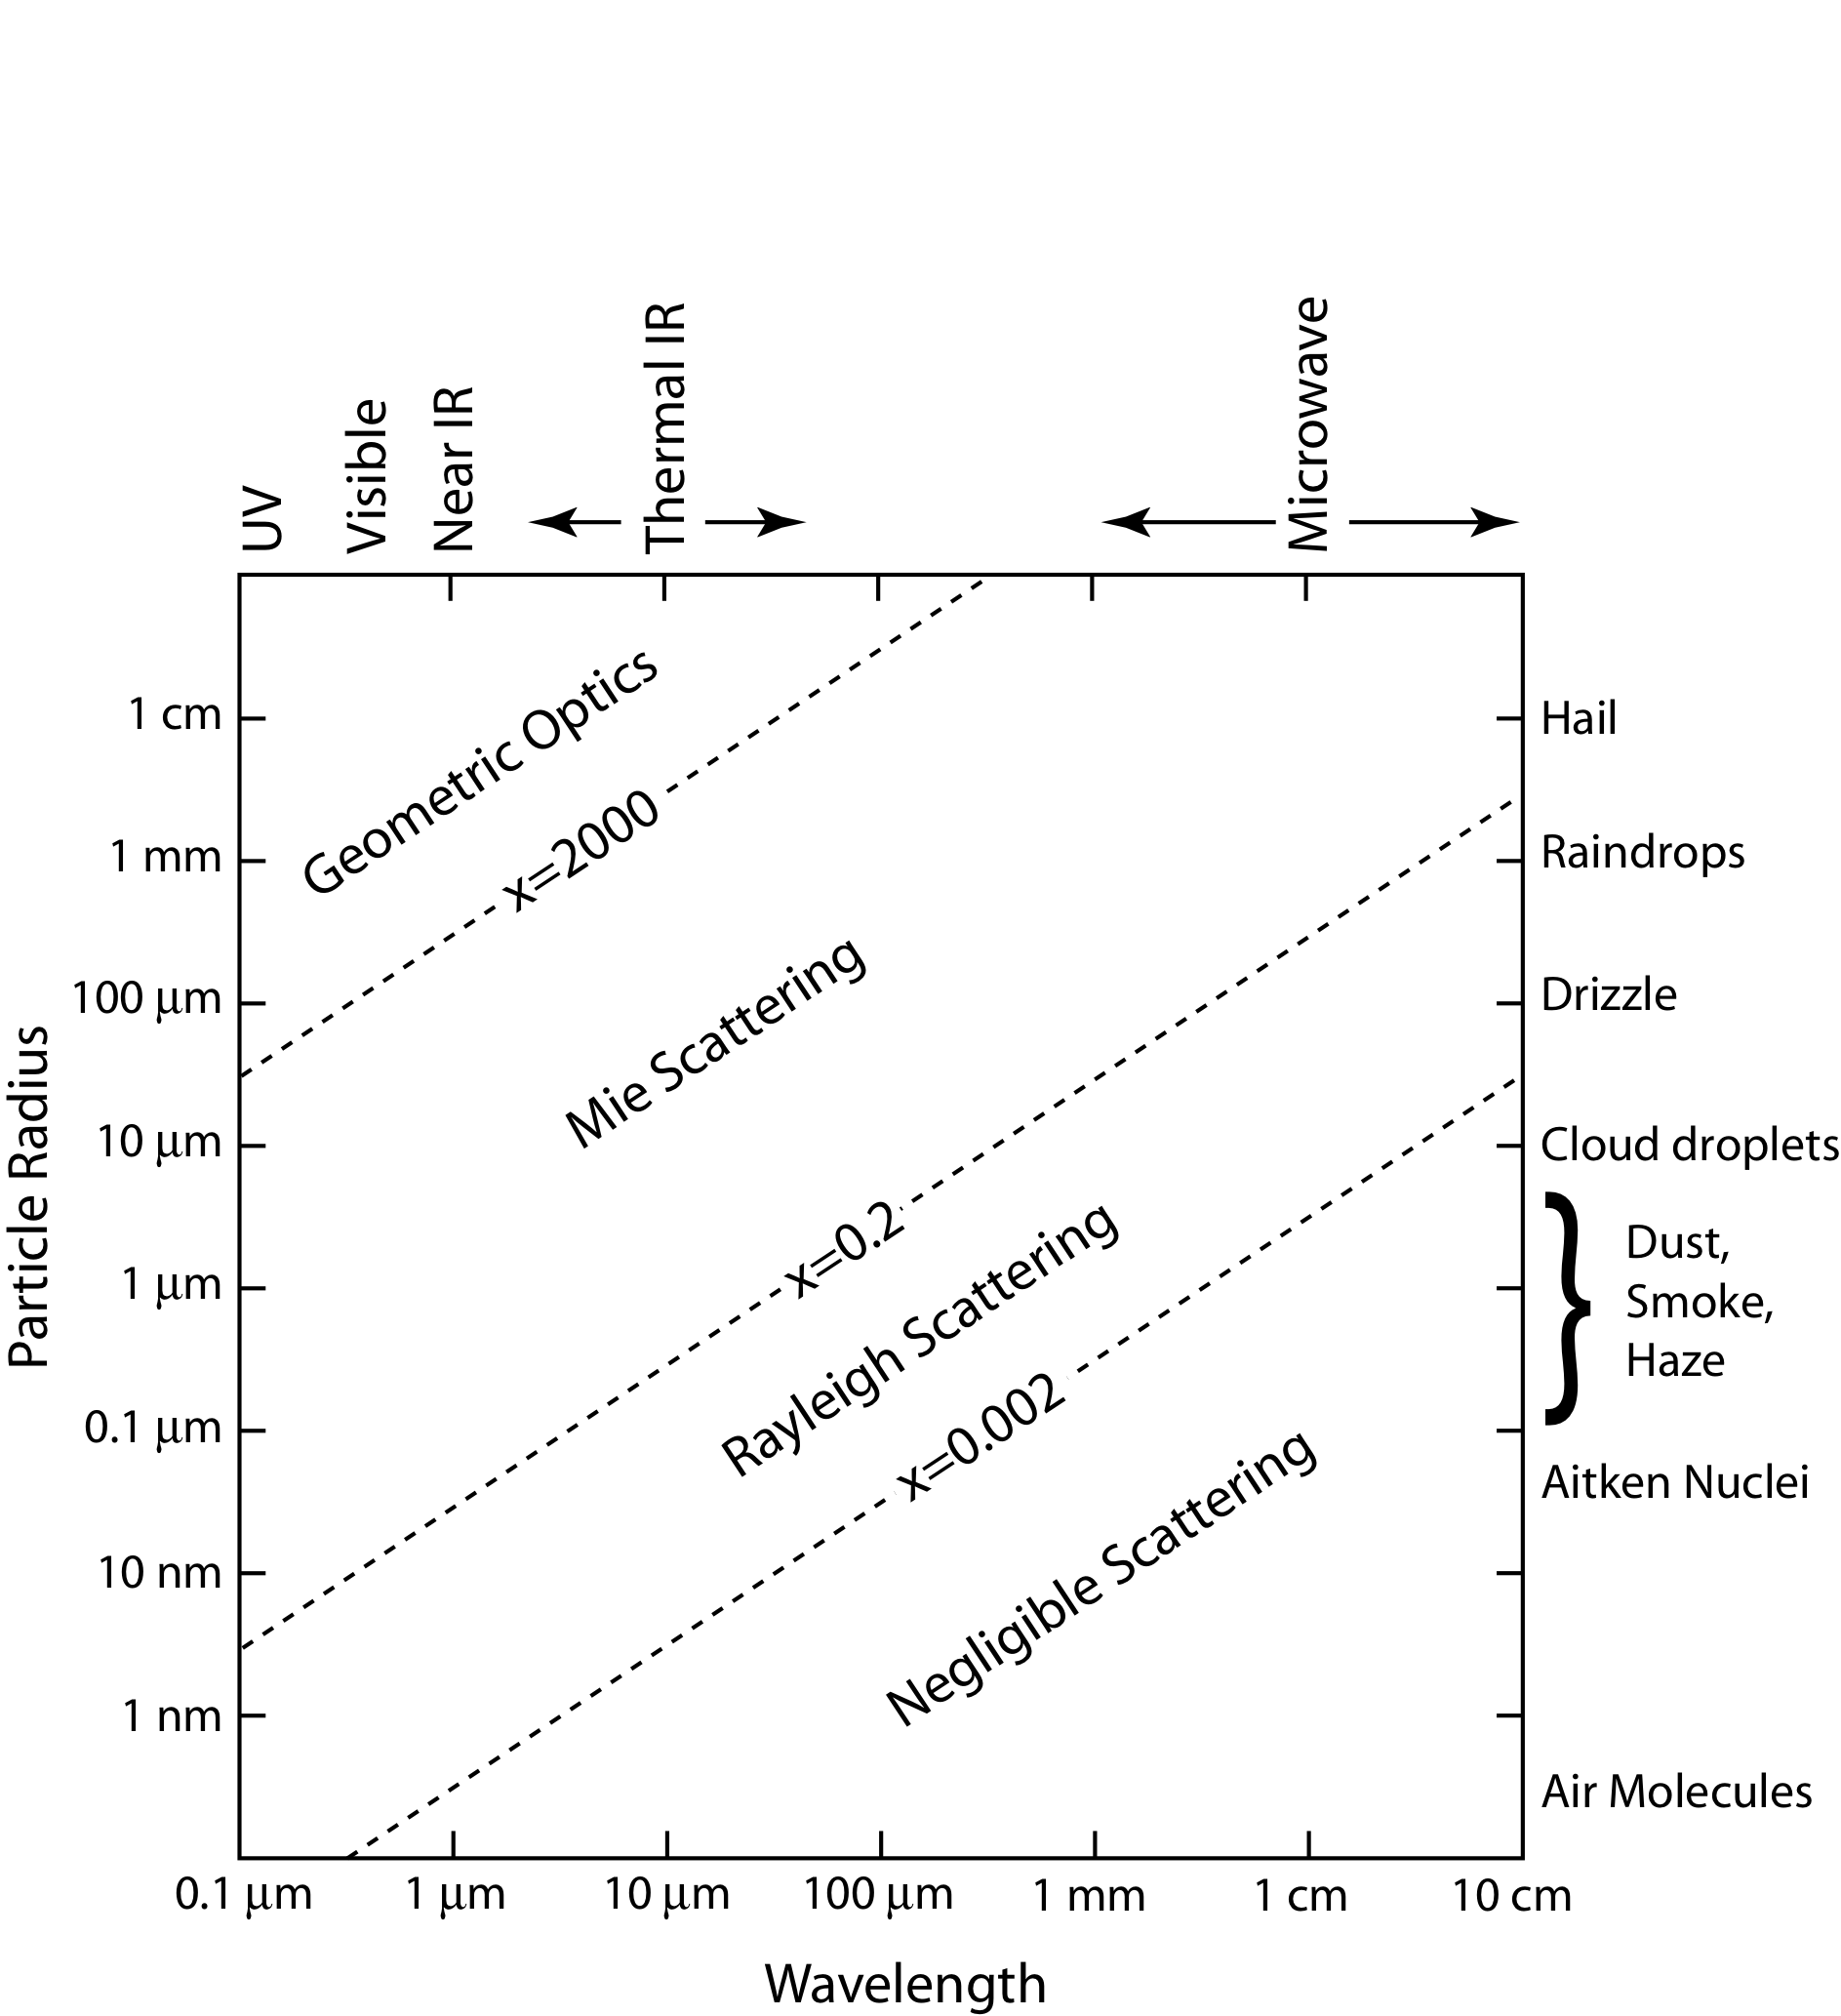 UV
Visible
Near IR
Thermal IR
Microwave
Geometric Optics
x=2000
Mie Scattering
x=0.2
Rayleigh Scattering
x=0.002
Negligible Scattering
Particle Radius
1 cm
1 mm
100 μm
10 μm
1 μm
0.1 μm
10 nm
1 nm
Hail
Raindrops
Drizzle
Cloud droplets
Dust,
Smoke,
Haze
Aitken Nuclei
Air Molecules
0.1 μm
1 μm
10 μm
100 μm
1 mm
1 cm
10 cm
Wavelength